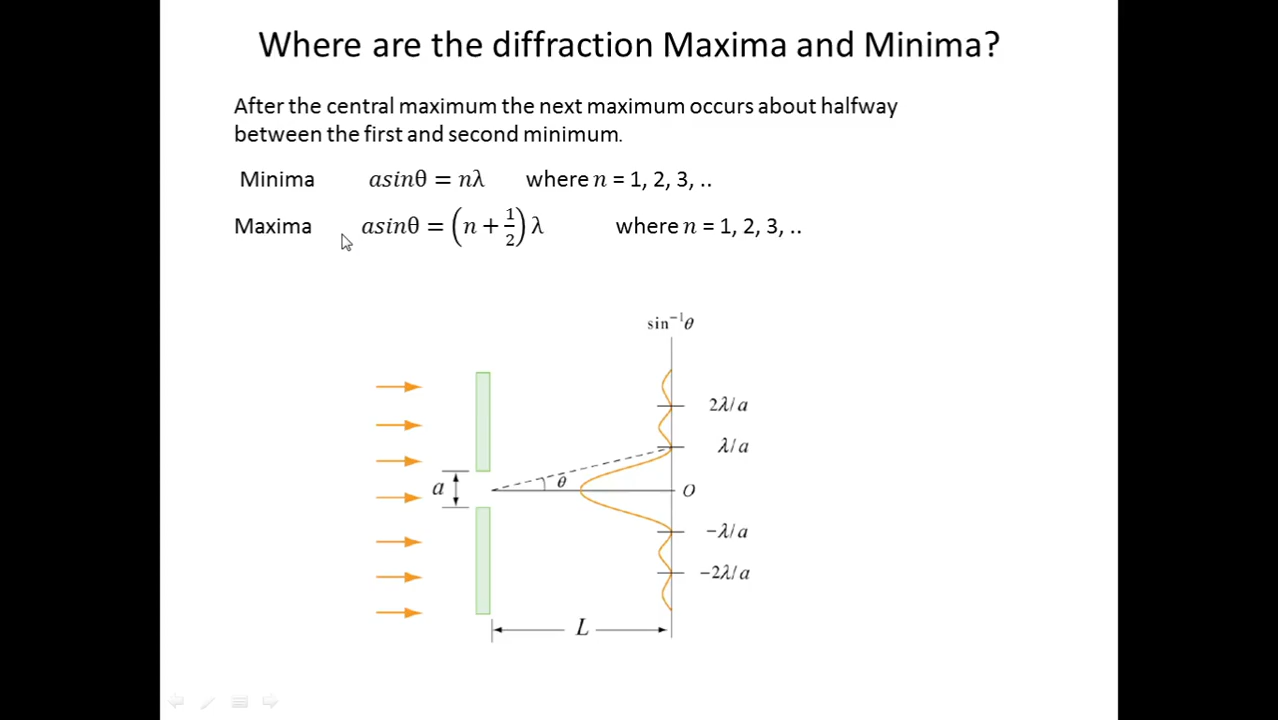 Where are the diffraction Maxima and Minima?
After the central maximum the next maximum occurs about halfway
between the first and second minimum.
Minima asinθ = nλ where n = 1, 2, 3, ..
Maxima asinθ = (n + 1/2) λ where n = 1, 2, 3, ..
sin⁻¹θ
2λ/a
λ/a
a
θ
O
−λ/a
−2λ/a
L